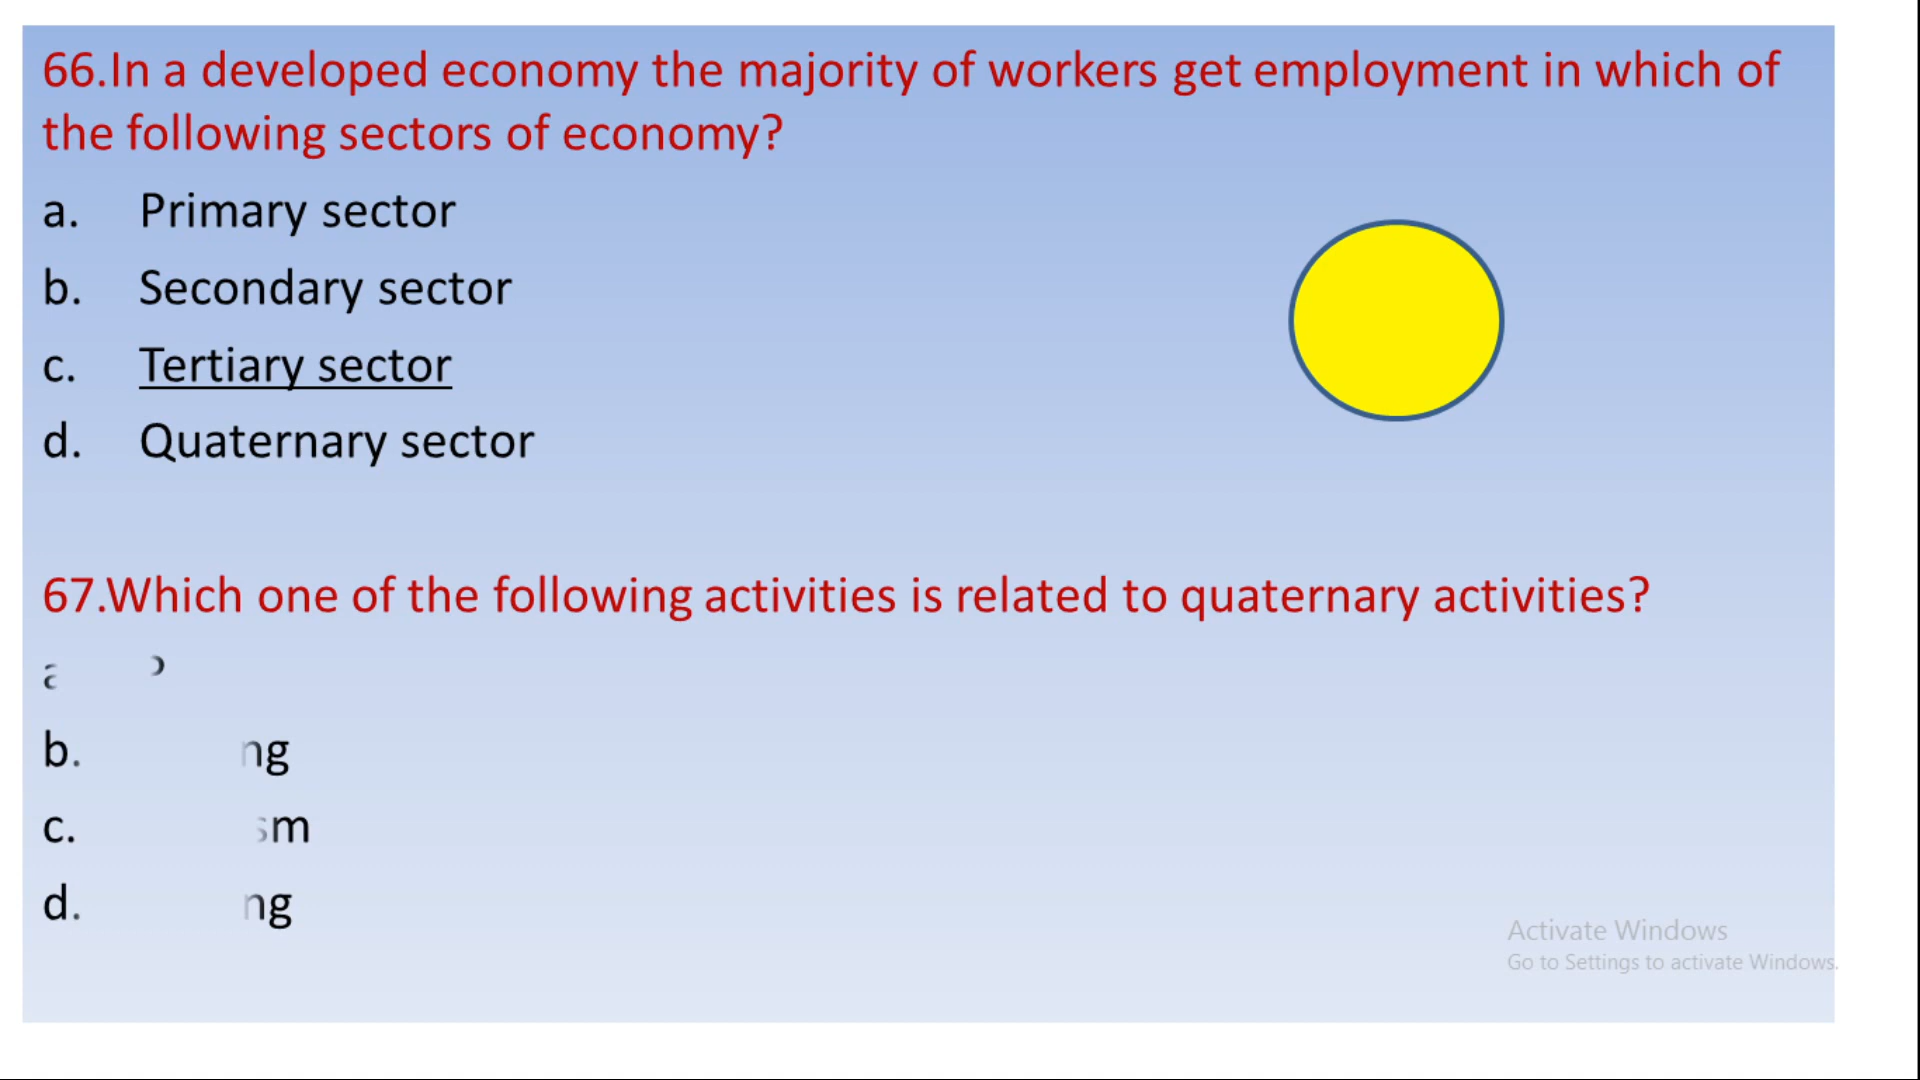 66.In a developed economy the majority of workers get employment in which of
the following sectors of economy?
a. Primary sector
b. Secondary sector
c. Tertiary sector
d. Quaternary sector
67.Which one of the following activities is related to quaternary activities?
b.
c.
d.
Activate Windows
Go to Settings to activate Windows.